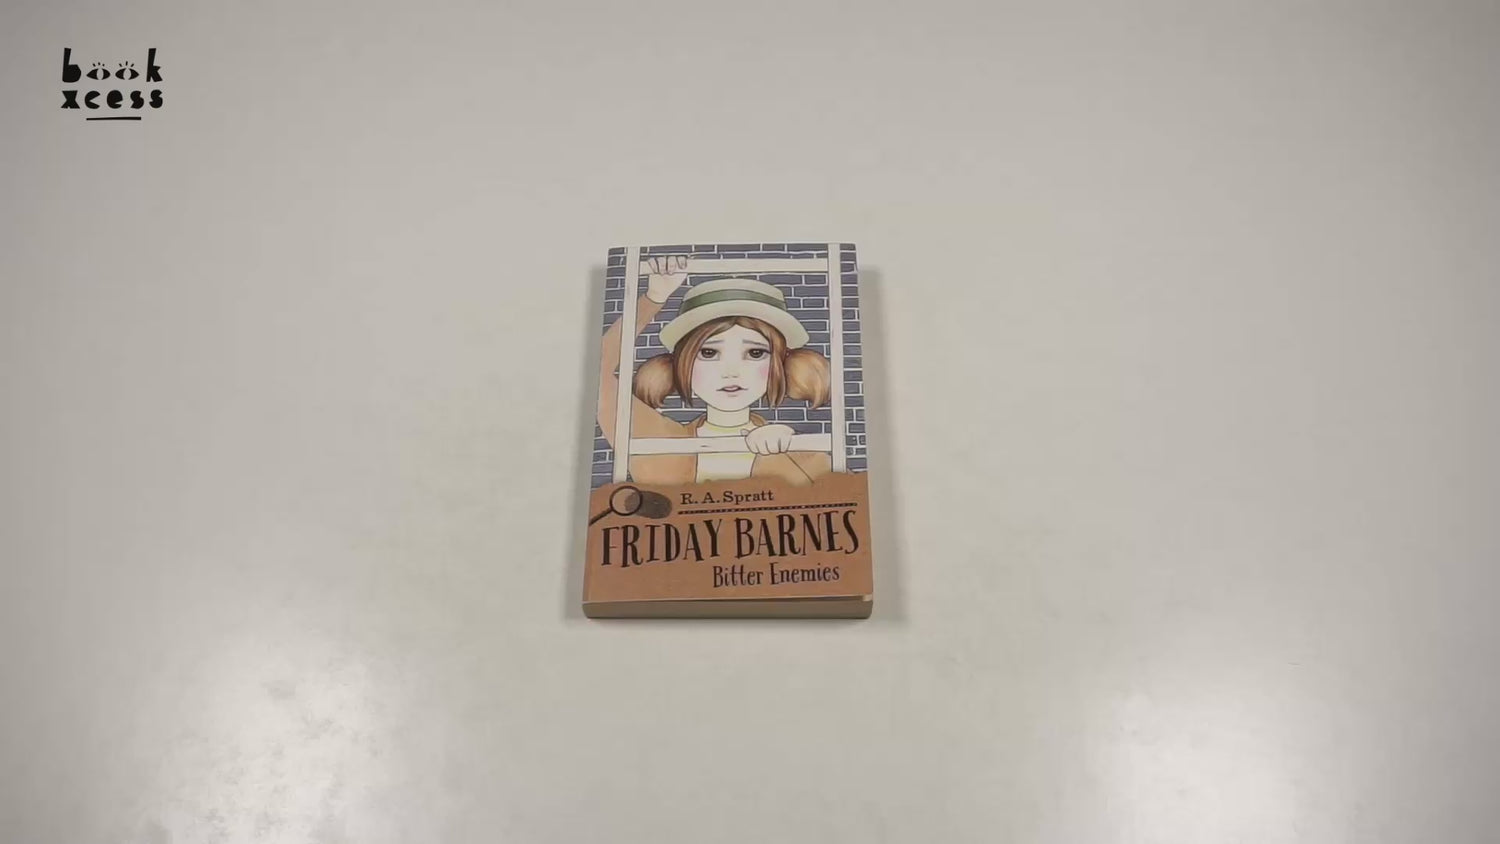 book
xcess
R. A. Spratt
FRIDAY BARNES
Bitter Enemies